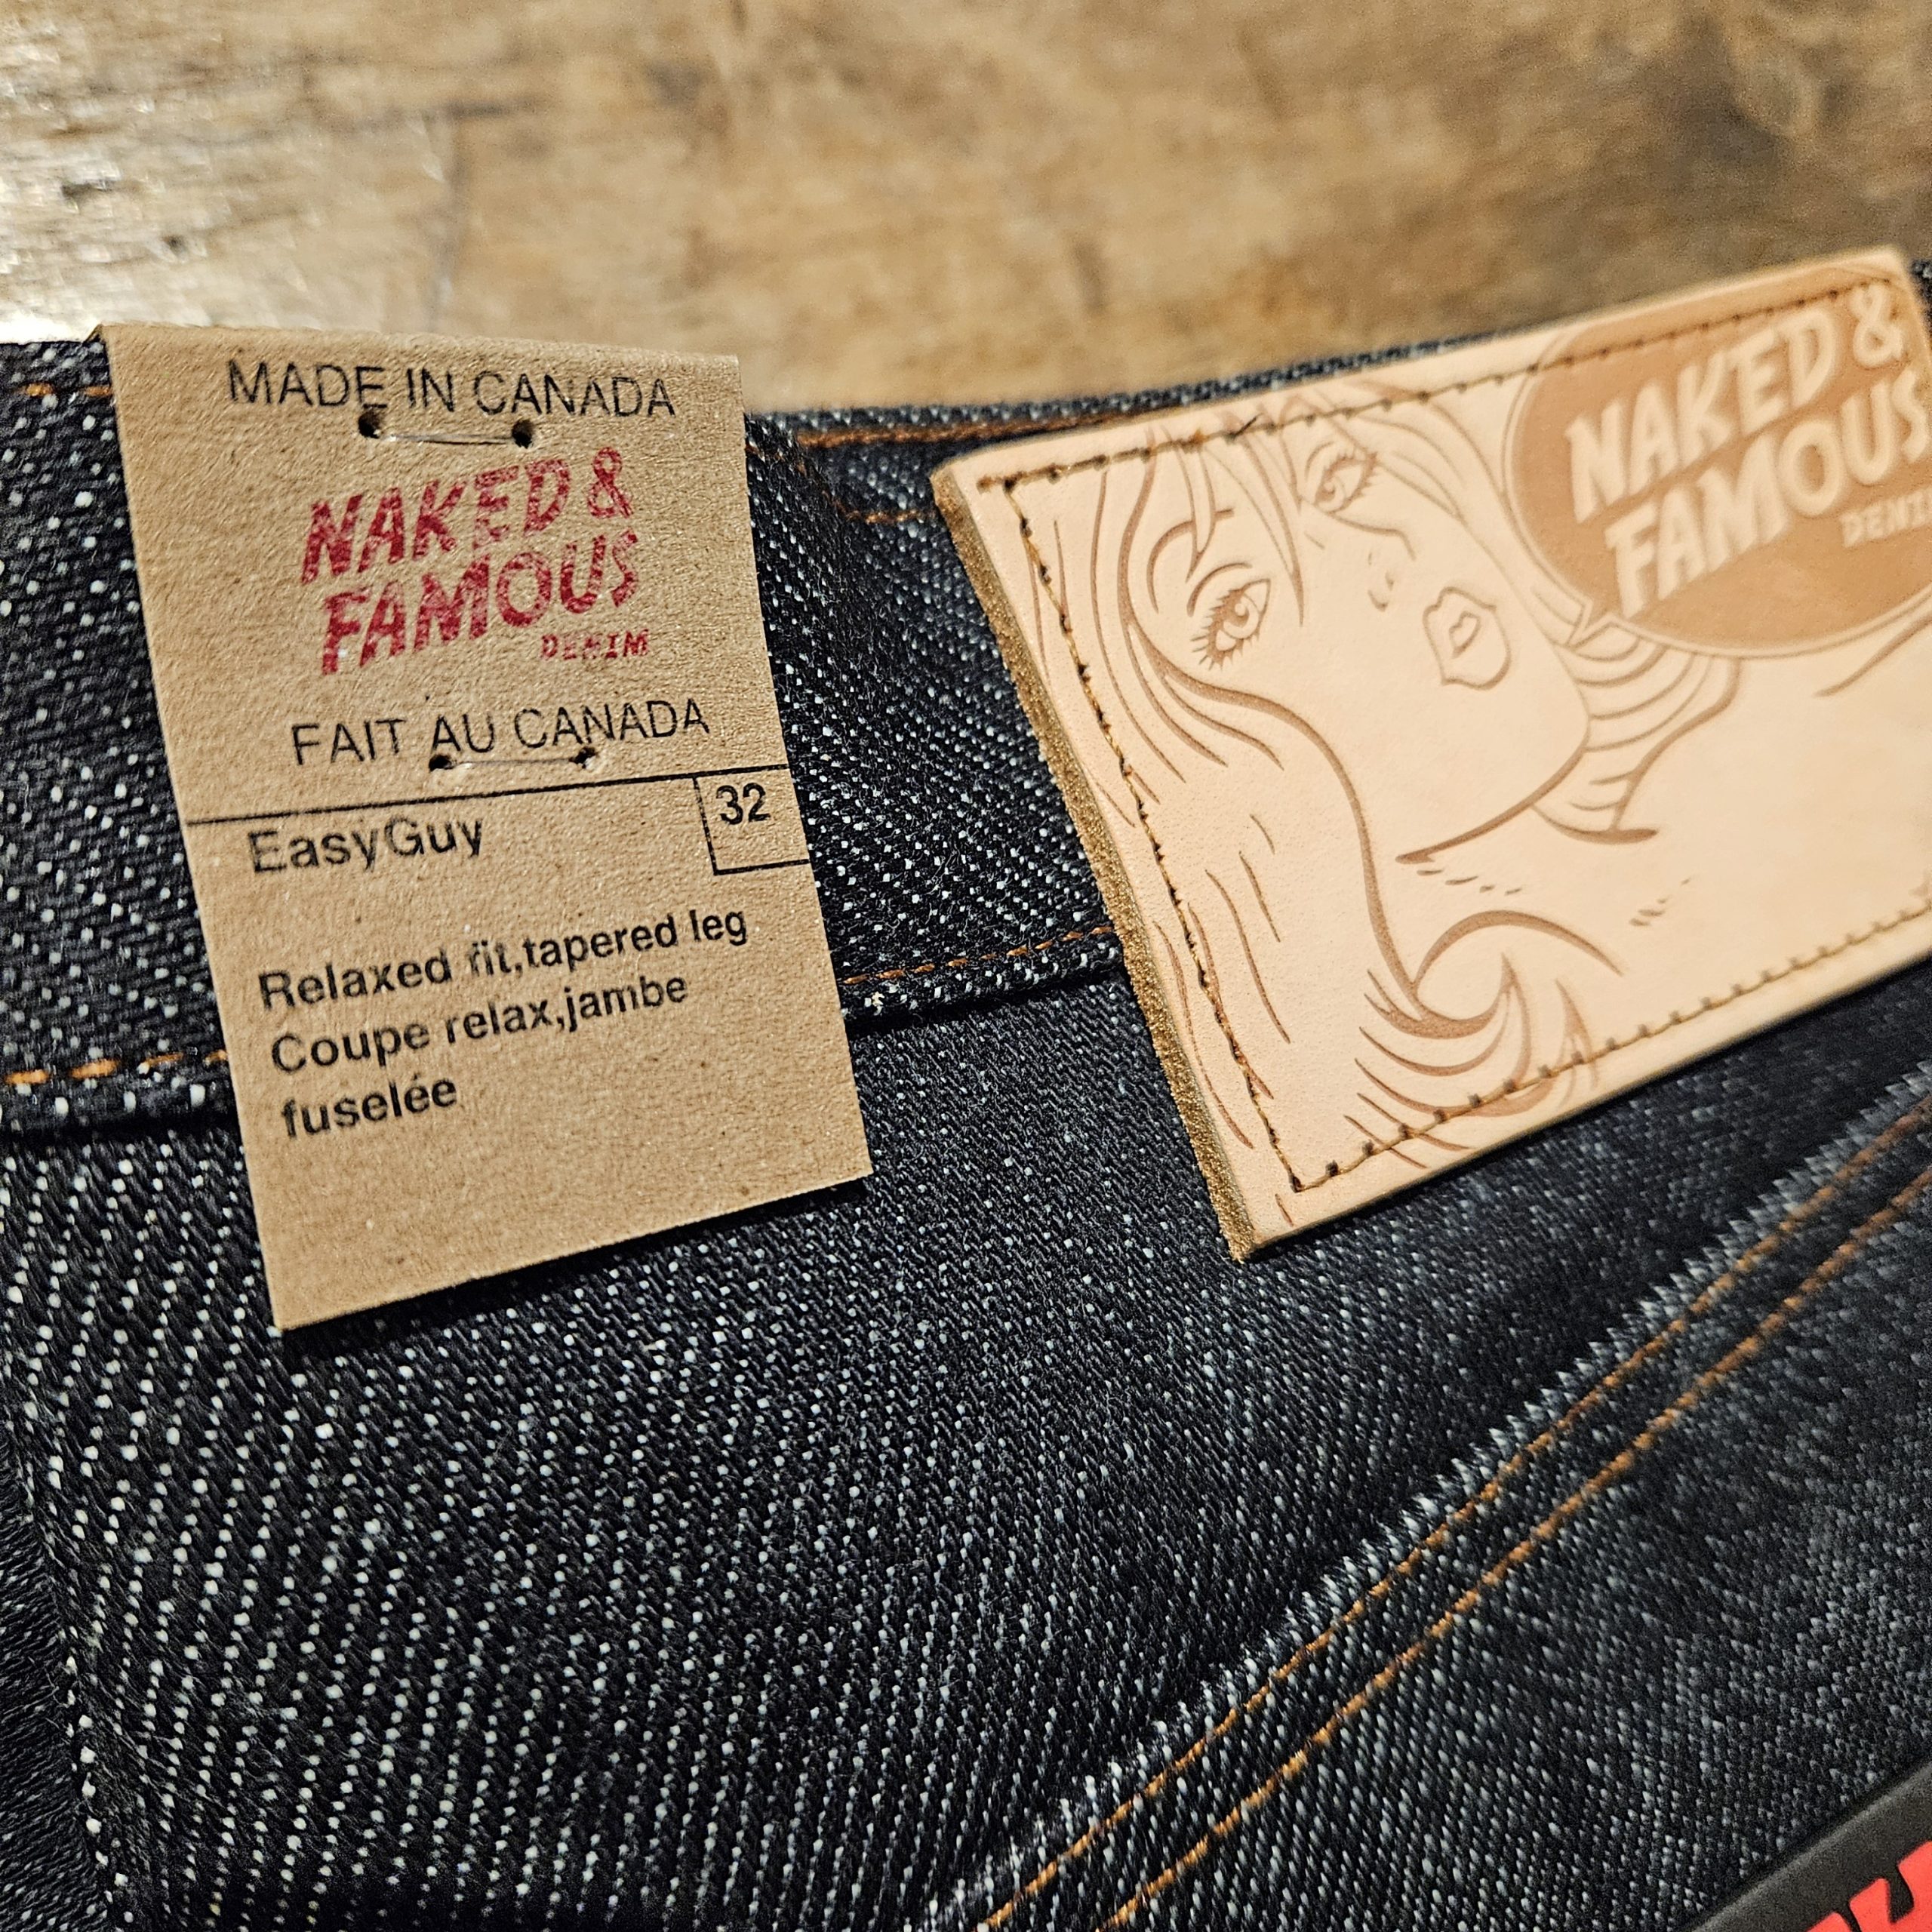 MADE IN CANADA
NAKED &
FAMOUS
DENIM
FAIT AU CANADA
EasyGuy
32
Relaxed fit,tapered leg
Coupe relax,jambe
fuselée
NAKED &
FAMOUS